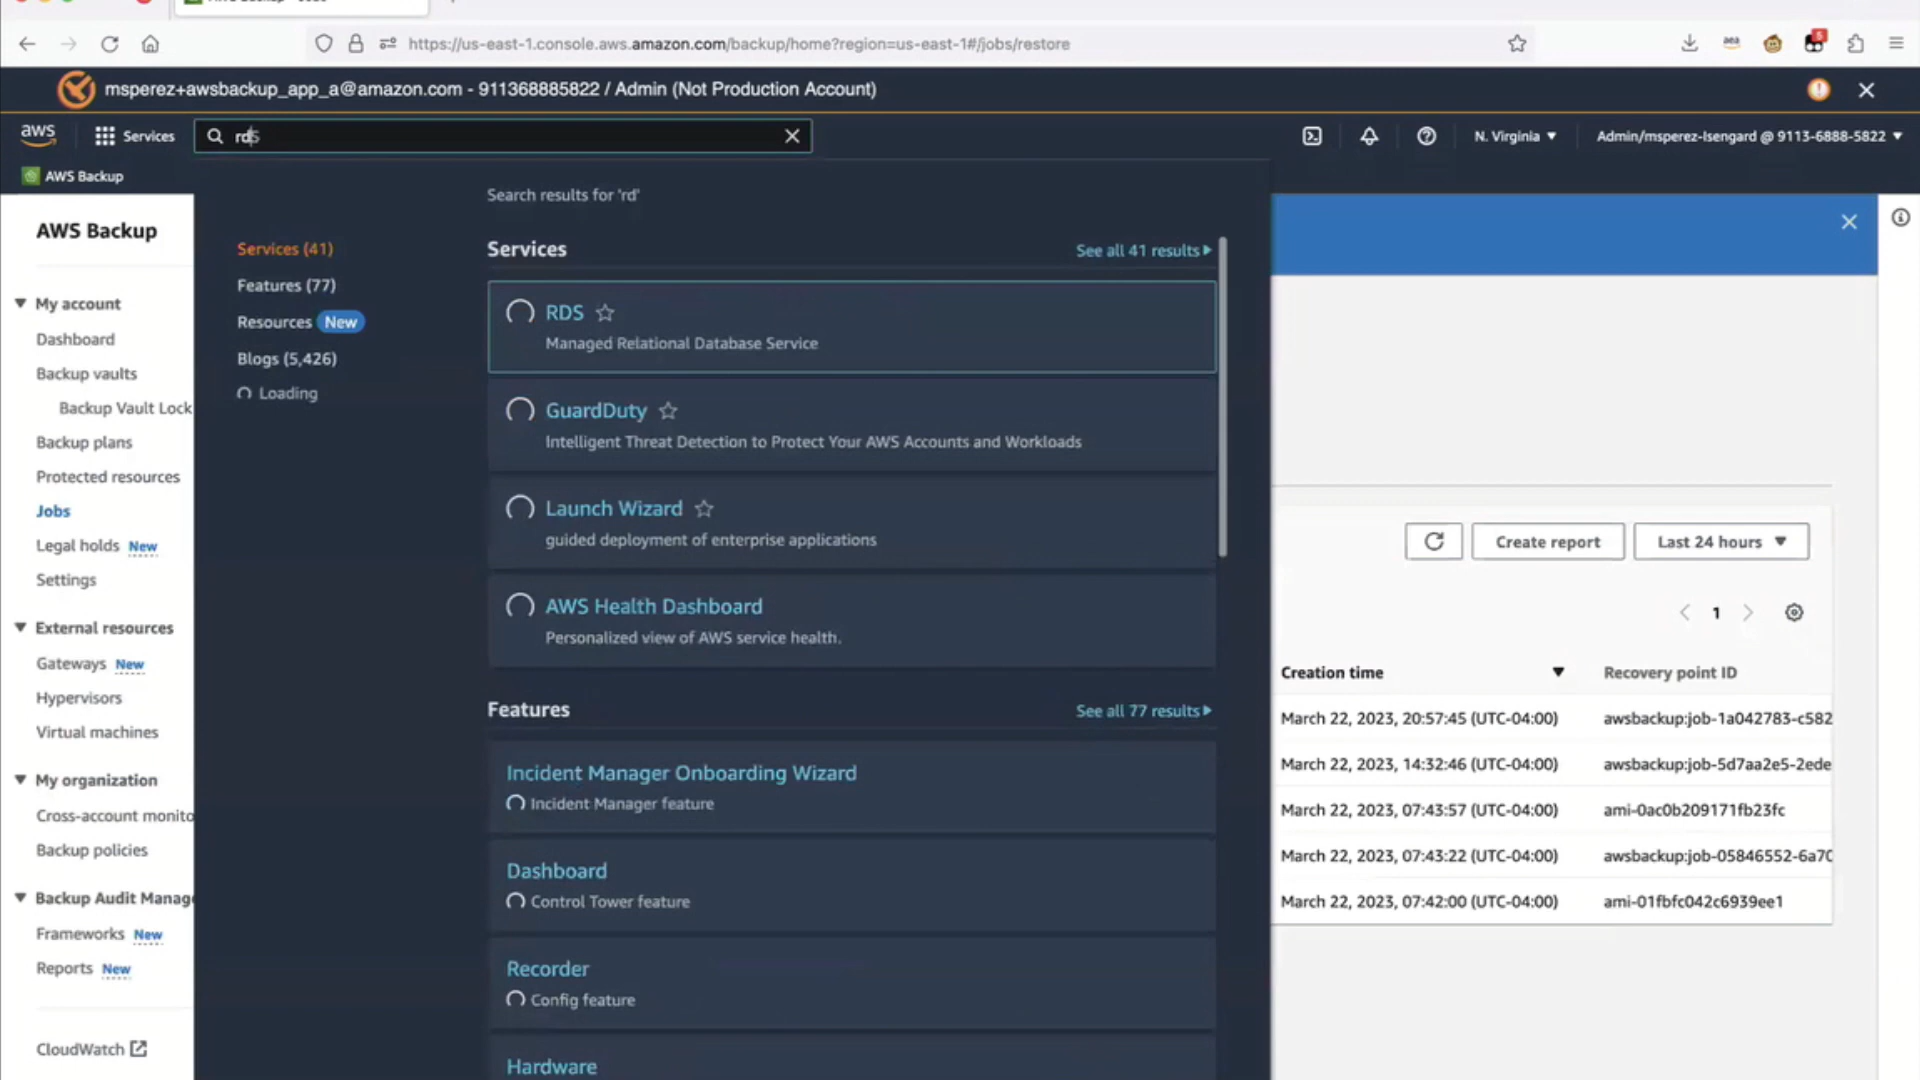 https://us-east-1.console.aws.amazon.com/backup/home?region=us-east-1#/jobs/restore
aea
5
msperez+awsbackup_app_a@amazon.com - 911368885822 / Admin (Not Production Account)
aws
Services
rds
N. Virginia
Admin/msperez-Isengard @ 9113-6888-5822
AWS Backup
AWS Backup
My account
Dashboard
Backup vaults
Backup Vault Lock
Backup plans
Protected resources
Jobs
Legal holds New
Settings
External resources
Gateways New
Hypervisors
Virtual machines
My organization
Cross-account monito
Backup policies
Backup Audit Manage
Frameworks New
Reports New
CloudWatch
Services (41)
Features (77)
Resources New
Blogs (5,426)
Loading
Search results for 'rd'
Services
See all 41 results
RDS
Managed Relational Database Service
GuardDuty
Intelligent Threat Detection to Protect Your AWS Accounts and Workloads
Launch Wizard
guided deployment of enterprise applications
AWS Health Dashboard
Personalized view of AWS service health.
Features
See all 77 results
Incident Manager Onboarding Wizard
Incident Manager feature
Dashboard
Control Tower feature
Recorder
Config feature
Hardware
Create report
Last 24 hours
1
Creation time
Recovery point ID
March 22, 2023, 20:57:45 (UTC-04:00)
awsbackup:job-1a042783-c582
March 22, 2023, 14:32:46 (UTC-04:00)
awsbackup:job-5d7aa2e5-2ede
March 22, 2023, 07:43:57 (UTC-04:00)
ami-0ac0b209171fb23fc
March 22, 2023, 07:43:22 (UTC-04:00)
awsbackup:job-05846552-6a70
March 22, 2023, 07:42:00 (UTC-04:00)
ami-01fbfc042c6939ee1